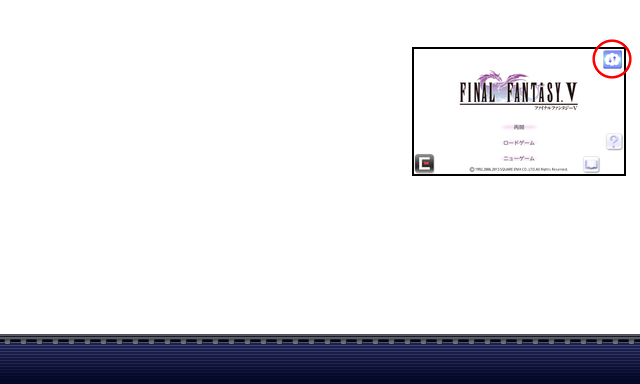 FINAL FANTASY. V
ファイナルファンタジーV
再開
ロードゲーム
ニューゲーム
?
© 1992,2006,2013 SQUARE ENIX CO., LTD. All Rights Reserved.